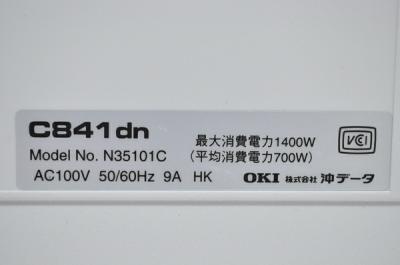 C841dn
最大消費電力1400W
VCI
Model No. N35101C
(平均消費電力700W)
AC100V 50/60Hz 9A HK
OKI 株式会社 沖データ